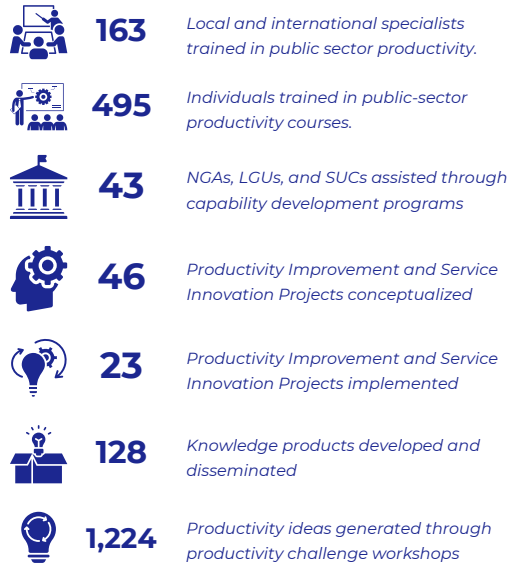 163
Local and international specialists
trained in public sector productivity.
495
Individuals trained in public-sector
productivity courses.
43
NGAs, LGUs, and SUCs assisted through
capability development programs
46
Productivity Improvement and Service
Innovation Projects conceptualized
23
Productivity Improvement and Service
Innovation Projects implemented
128
Knowledge products developed and
disseminated
1,224
Productivity ideas generated through
productivity challenge workshops